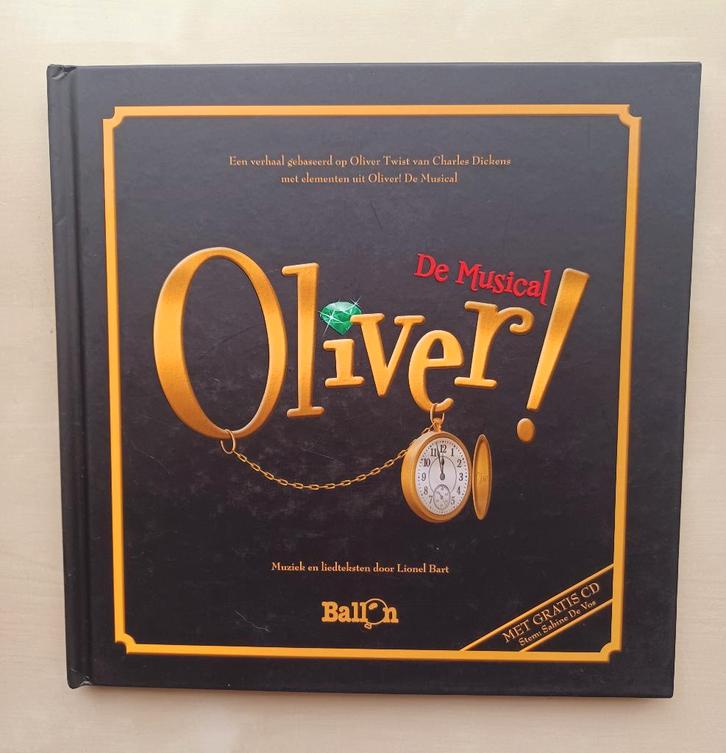 Een verhaal gebaseerd op Oliver Twist van Charles Dickens
met elementen uit Oliver! De Musical
De Musical
Oliver!
Muziek en liedteksten door Lionel Bart
Ballon
MET GRATIS CD
Stem: Sabine De Vos